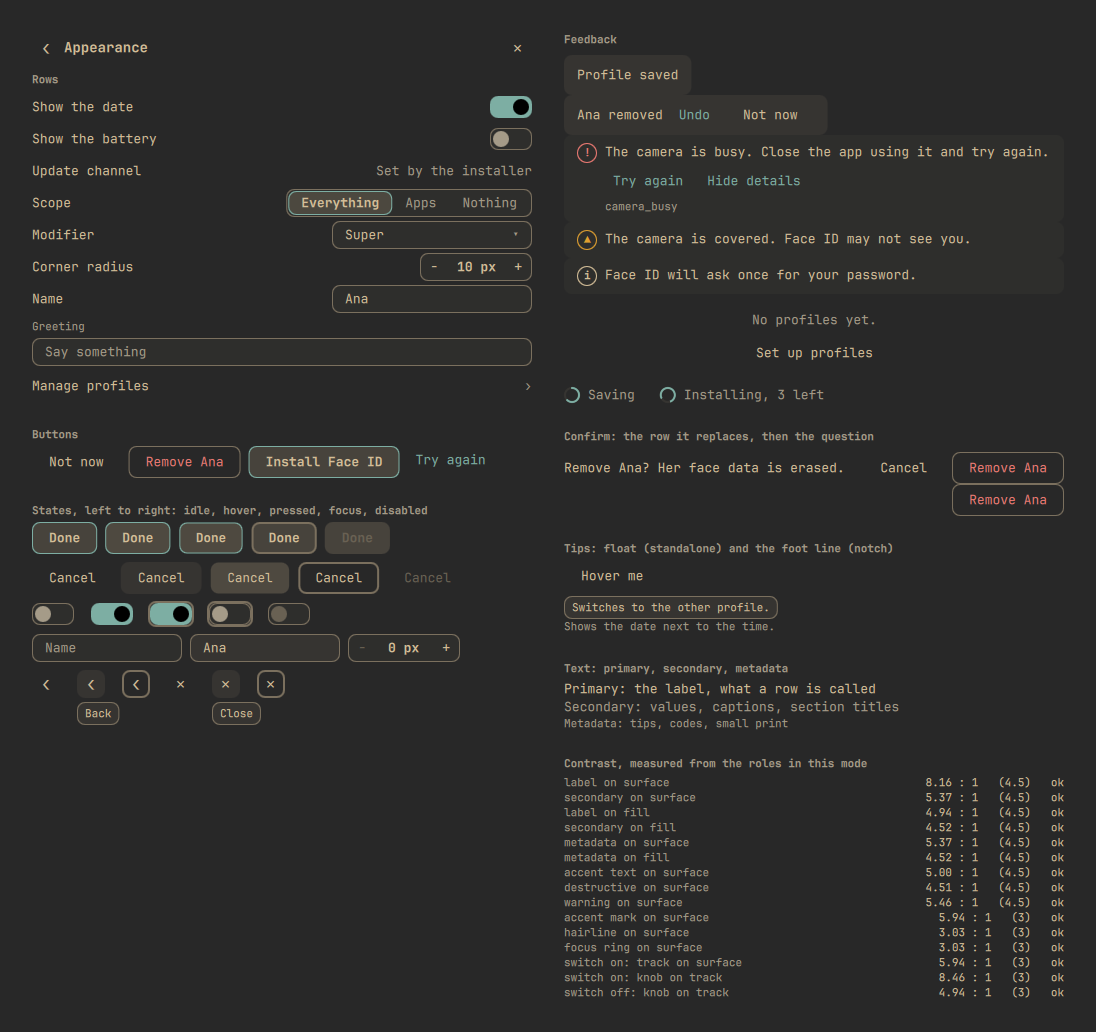 Appearance
Rows
Show the date
Show the battery
Update channel Set by the installer
Scope Everything Apps Nothing
Modifier Super
Corner radius - 10 px +
Name Ana
Greeting
Say something
Manage profiles
Buttons
Not now Remove Ana Install Face ID Try again
States, left to right: idle, hover, pressed, focus, disabled
Done Done Done Done Done
Cancel Cancel Cancel Cancel Cancel
Name Ana - 0 px +
Back Close
Feedback
Profile saved
Ana removed Undo Not now
! The camera is busy. Close the app using it and try again.
Try again Hide details
camera_busy
The camera is covered. Face ID may not see you.
i Face ID will ask once for your password.
No profiles yet.
Set up profiles
Saving Installing, 3 left
Confirm: the row it replaces, then the question
Remove Ana? Her face data is erased. Cancel Remove Ana
Remove Ana
Tips: float (standalone) and the foot line (notch)
Hover me
Switches to the other profile.
Shows the date next to the time.
Text: primary, secondary, metadata
Primary: the label, what a row is called
Secondary: values, captions, section titles
Metadata: tips, codes, small print
Contrast, measured from the roles in this mode
label on surface 8.16 : 1 (4.5) ok
secondary on surface 5.37 : 1 (4.5) ok
label on fill 4.94 : 1 (4.5) ok
secondary on fill 4.52 : 1 (4.5) ok
metadata on surface 5.37 : 1 (4.5) ok
metadata on fill 4.52 : 1 (4.5) ok
accent text on surface 5.00 : 1 (4.5) ok
destructive on surface 4.51 : 1 (4.5) ok
warning on surface 5.46 : 1 (4.5) ok
accent mark on surface 5.94 : 1 (3) ok
hairline on surface 3.03 : 1 (3) ok
focus ring on surface 3.03 : 1 (3) ok
switch on: track on surface 5.94 : 1 (3) ok
switch on: knob on track 8.46 : 1 (3) ok
switch off: knob on track 4.94 : 1 (3) ok